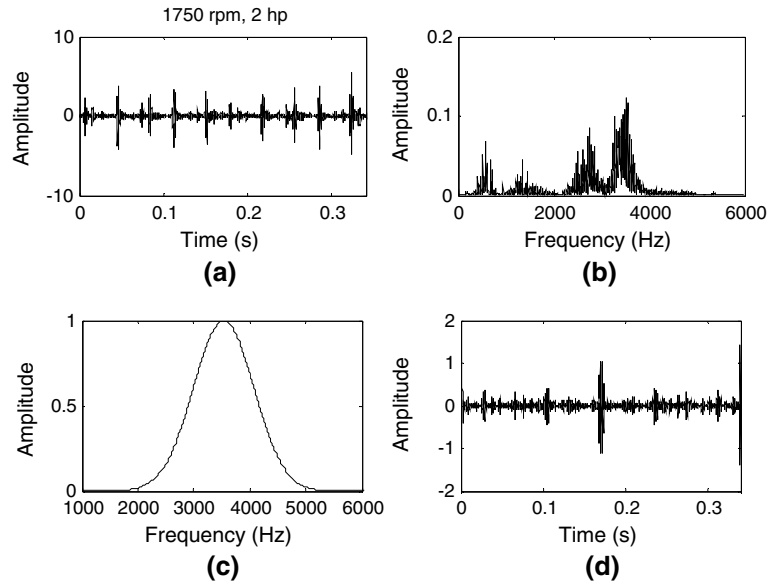 1750 rpm, 2 hp
10
0
-10
Amplitude
0 0.1 0.2 0.3
Time (s)
(a)
0.2
0.1
0
Amplitude
0 2000 4000 6000
Frequency (Hz)
(b)
1
0.5
0
Amplitude
1000 2000 3000 4000 5000 6000
Frequency (Hz)
(c)
2
1
0
-1
-2
Amplitude
0 0.1 0.2 0.3
Time (s)
(d)